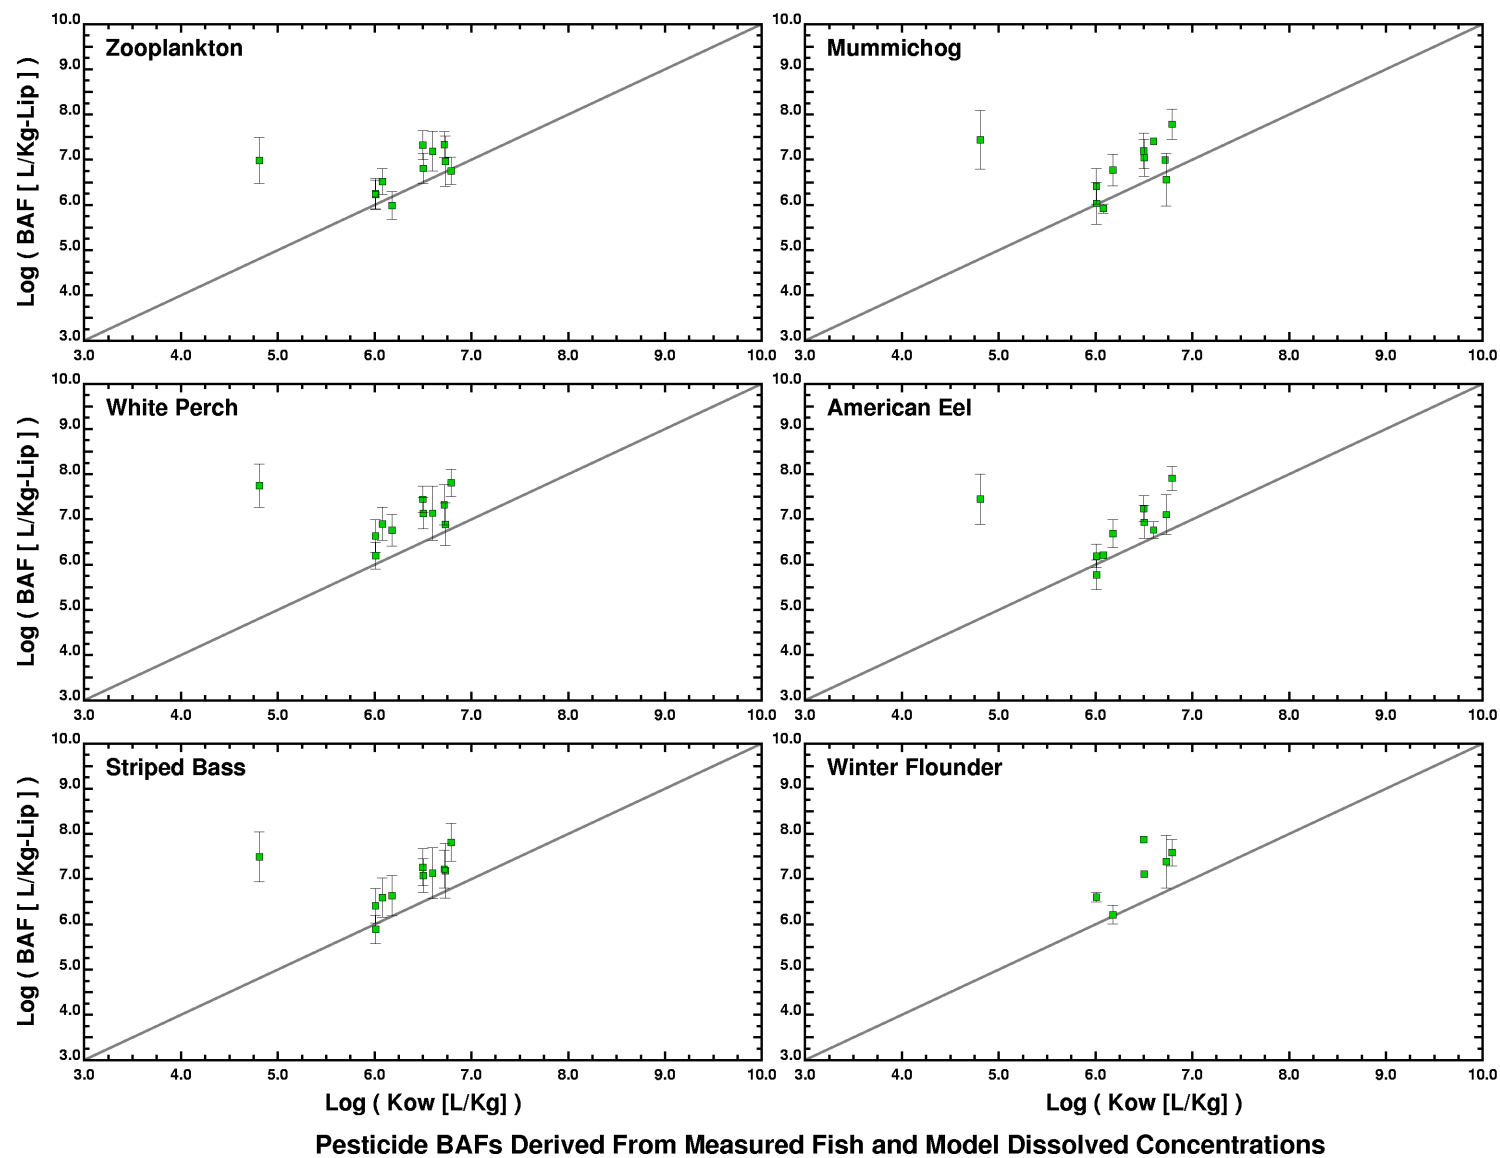 Zooplankton
Log ( BAF [ L/Kg-Lip ] )
10.0
9.0
8.0
7.0
6.0
5.0
4.0
3.0
3.0 4.0 5.0 6.0 7.0 8.0 9.0 10.0
Mummichog
10.0
9.0
8.0
7.0
6.0
5.0
4.0
3.0
3.0 4.0 5.0 6.0 7.0 8.0 9.0 10.0
White Perch
Log ( BAF [ L/Kg-Lip ] )
10.0
9.0
8.0
7.0
6.0
5.0
4.0
3.0
3.0 4.0 5.0 6.0 7.0 8.0 9.0 10.0
American Eel
10.0
9.0
8.0
7.0
6.0
5.0
4.0
3.0
3.0 4.0 5.0 6.0 7.0 8.0 9.0 10.0
Striped Bass
Log ( BAF [ L/Kg-Lip ] )
10.0
9.0
8.0
7.0
6.0
5.0
4.0
3.0
3.0 4.0 5.0 6.0 7.0 8.0 9.0 10.0
Log ( Kow [L/Kg] )
Winter Flounder
10.0
9.0
8.0
7.0
6.0
5.0
4.0
3.0
3.0 4.0 5.0 6.0 7.0 8.0 9.0 10.0
Log ( Kow [L/Kg] )
Pesticide BAFs Derived From Measured Fish and Model Dissolved Concentrations